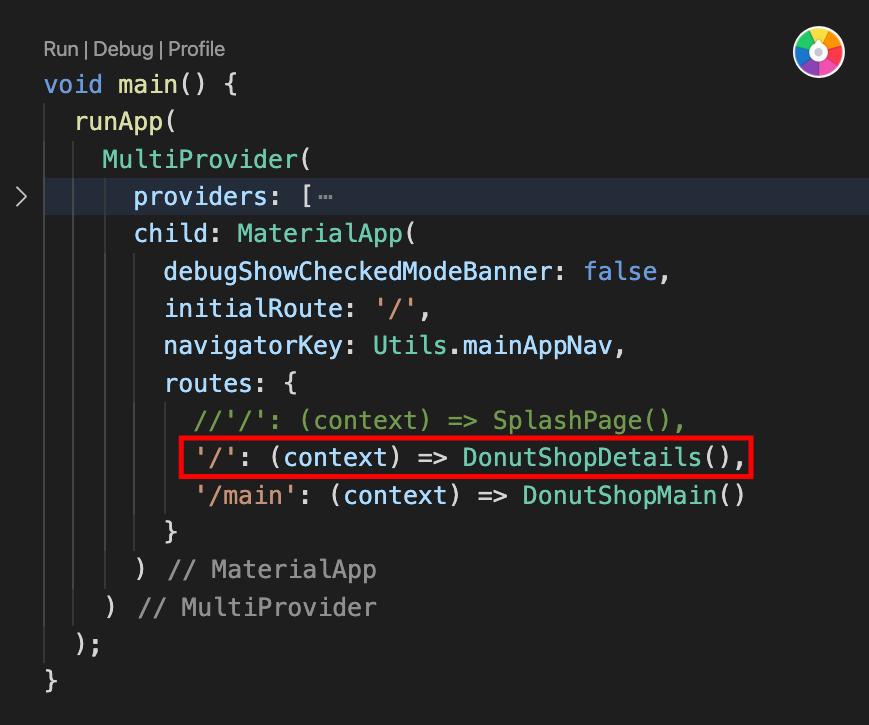 Run | Debug | Profile
void main() {
runApp(
MultiProvider(
providers: [⋯
child: MaterialApp(
debugShowCheckedModeBanner: false,
initialRoute: '/',
navigatorKey: Utils.mainAppNav,
routes: {
//'/': (context) => SplashPage(),
'/': (context) => DonutShopDetails(),
'/main': (context) => DonutShopMain()
}
) // MaterialApp
) // MultiProvider
);
}